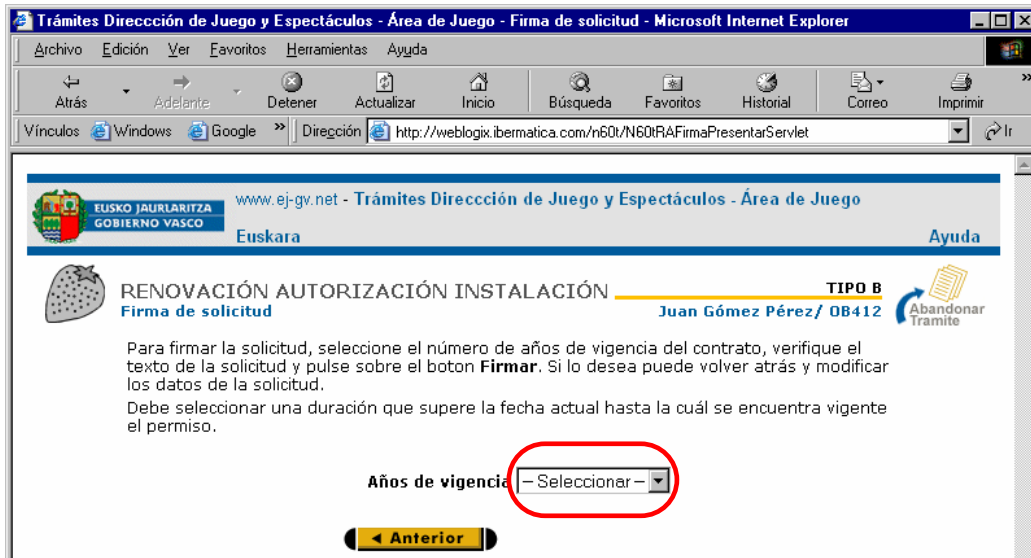 Trámites Direccción de Juego y Espectáculos - Área de Juego - Firma de solicitud - Microsoft Internet Explorer
Archivo Edición Ver Favoritos Herramientas Ayuda
Atrás Adelante Detener Actualizar Inicio Búsqueda Favoritos Historial Correo Imprimir »
Vínculos Windows Google » Dirección http://weblogix.ibermatica.com/n60t/N60tRAFirmaPresentarServlet Ir
EUSKO JAURLARITZA
GOBIERNO VASCO
www.ej-gv.net - Trámites Direccción de Juego y Espectáculos - Área de Juego
Euskara Ayuda
RENOVACIÓN AUTORIZACIÓN INSTALACIÓN TIPO B
Firma de solicitud Juan Gómez Pérez/ OB412
Abandonar
Tramite
Para firmar la solicitud, seleccione el número de años de vigencia del contrato, verifique el
texto de la solicitud y pulse sobre el boton Firmar. Si lo desea puede volver atrás y modificar
los datos de la solicitud.
Debe seleccionar una duración que supere la fecha actual hasta la cuál se encuentra vigente
el permiso.
Años de vigencia – Seleccionar –
Anterior